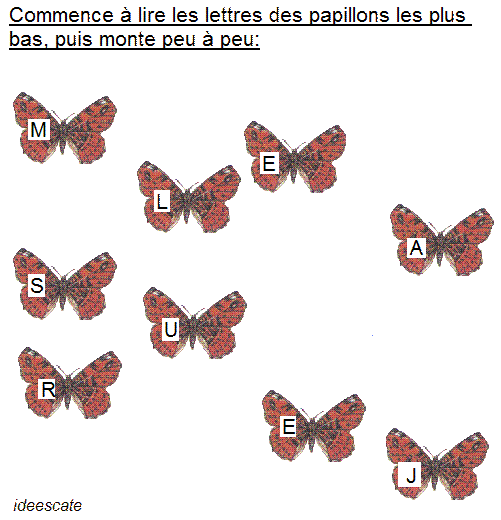 Commence à lire les lettres des papillons les plus
bas, puis monte peu à peu:
M
E
L
A
S
U
R
E
J
ideescate